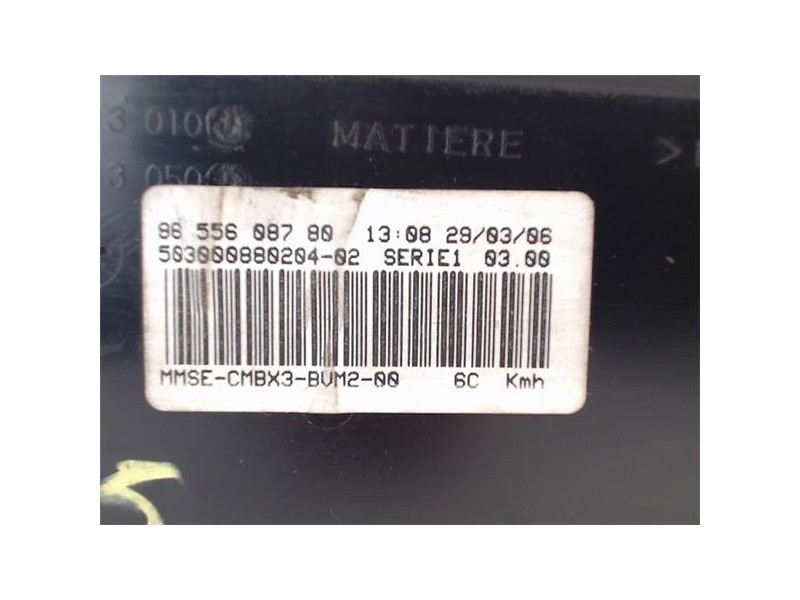 3 010
MATIERE >
3 050
96 556 087 80 13:08 29/03/06
503000880204-02 SERIE1 03.00
MMSE-CMBX3-BVM2-00 6C Kmh